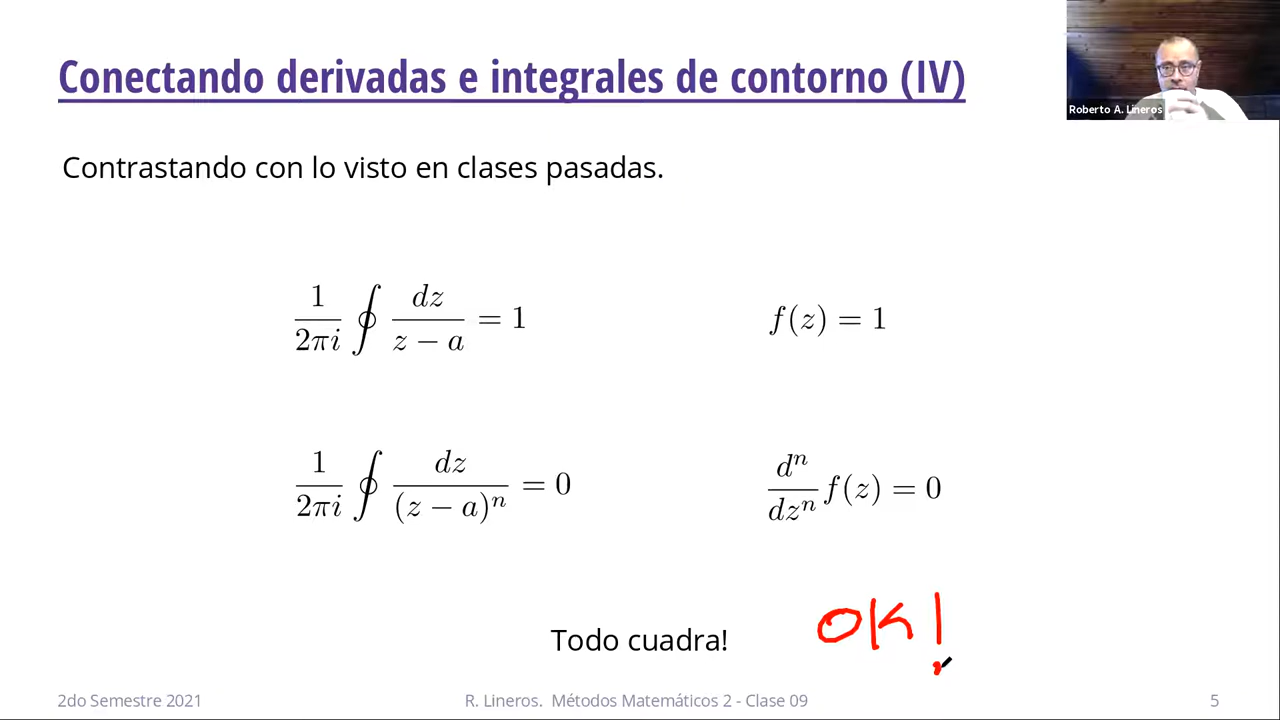 Conectando derivadas e integrales de contorno (IV)
Roberto A. Lineros
Contrastando con lo visto en clases pasadas.
\frac{1}{2\pi i} \oint \frac{dz}{z - a} = 1
f(z) = 1
\frac{1}{2\pi i} \oint \frac{dz}{(z - a)^n} = 0
\frac{d^n}{dz^n} f(z) = 0
Todo cuadra!
OK!
2do Semestre 2021
R. Lineros. Métodos Matemáticos 2 - Clase 09
5